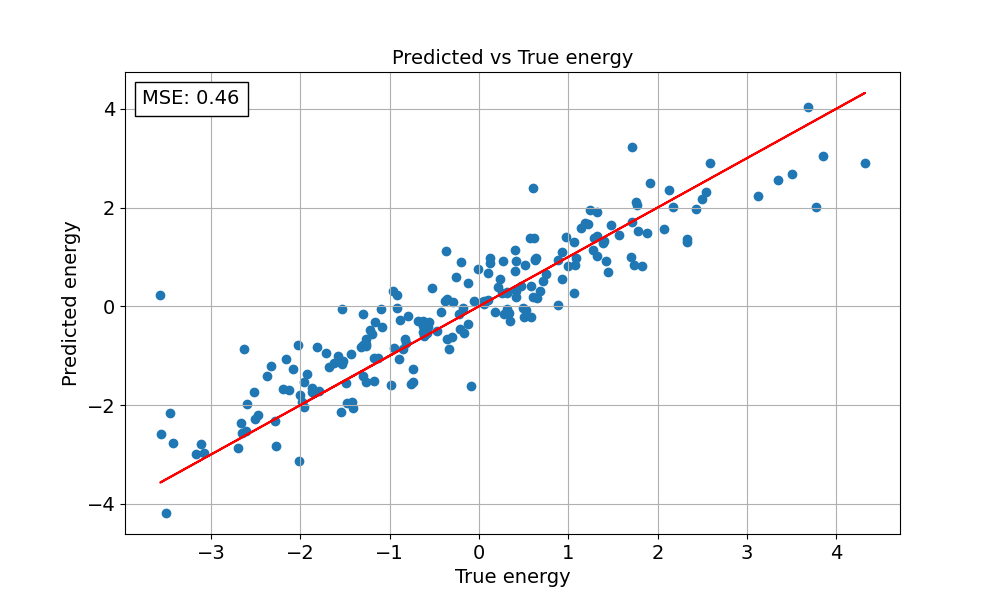 Predicted vs True energy
MSE: 0.46
4
2
0
−2
−4
Predicted energy
−3 −2 −1 0 1 2 3 4
True energy